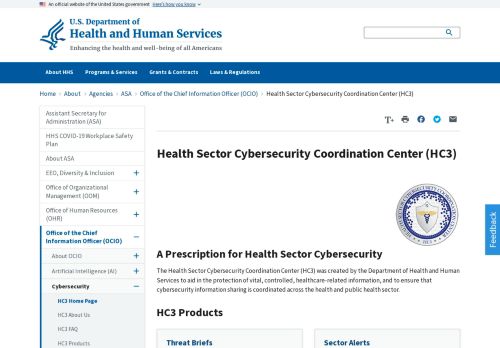 An official website of the United States government Here's how you know
U.S. Department of
Health and Human Services
Enhancing the health and well-being of all Americans
About HHS Programs & Services Grants & Contracts Laws & Regulations
Home > About > Agencies > ASA > Office of the Chief Information Officer (OCIO) > Health Sector Cybersecurity Coordination Center (HC3)
Assistant Secretary for
Administration (ASA)
HHS COVID-19 Workplace Safety
Plan
About ASA
EEO, Diversity & Inclusion
Office of Organizational
Management (OOM)
Office of Human Resources
(OHR)
Office of the Chief
Information Officer (OCIO)
About OCIO
Artificial Intelligence (AI)
Cybersecurity
HC3 Home Page
HC3 About Us
HC3 FAQ
HC3 Products
T+
Health Sector Cybersecurity Coordination Center (HC3)
A Prescription for Health Sector Cybersecurity
The Health Sector Cybersecurity Coordination Center (HC3) was created by the Department of Health and Human
Services to aid in the protection of vital, controlled, healthcare-related information, and to ensure that
cybersecurity information sharing is coordinated across the health and public health sector.
HC3 Products
Threat Briefs
Sector Alerts
Feedback